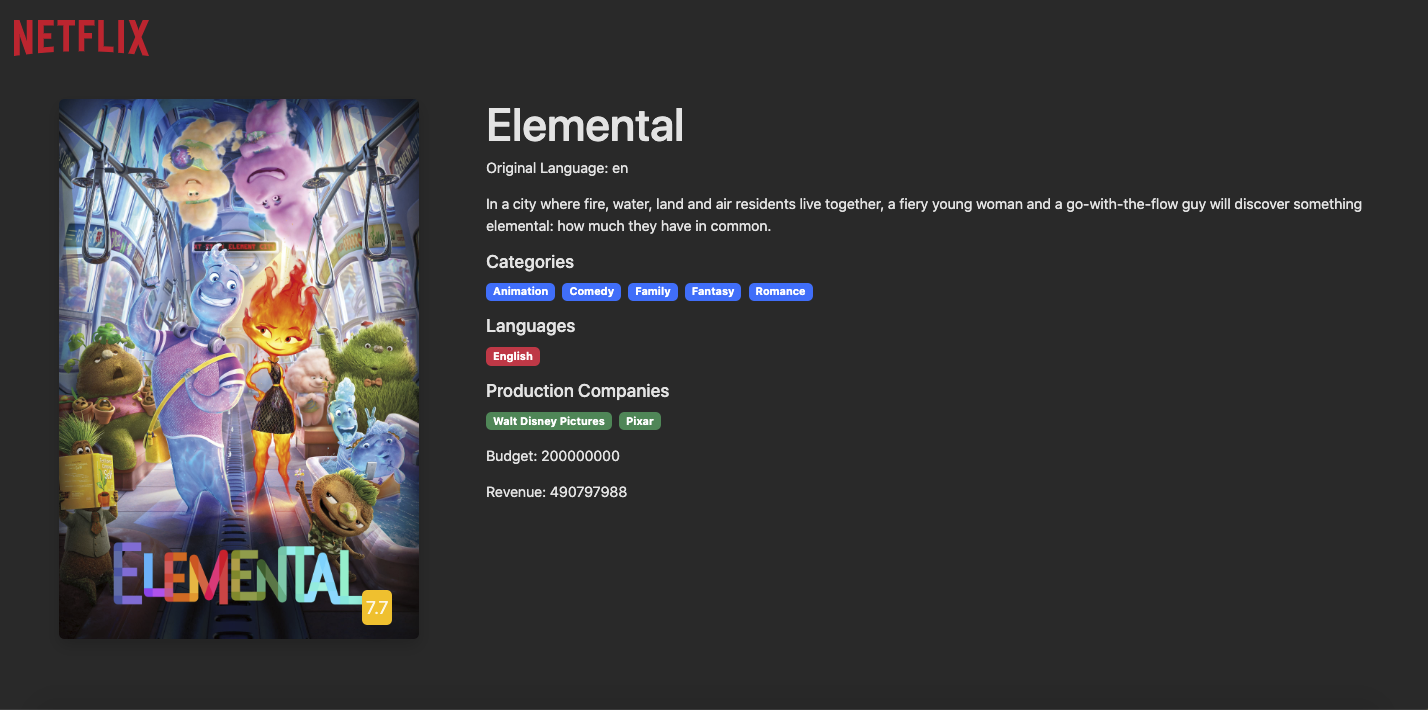 NETFLIX
Elemental
Original Language: en
In a city where fire, water, land and air residents live together, a fiery young woman and a go-with-the-flow guy will discover something
elemental: how much they have in common.
Categories
Animation Comedy Family Fantasy Romance
Languages
English
Production Companies
Walt Disney Pictures Pixar
Budget: 200000000
Revenue: 490797988
ELEMENTAL
7.7